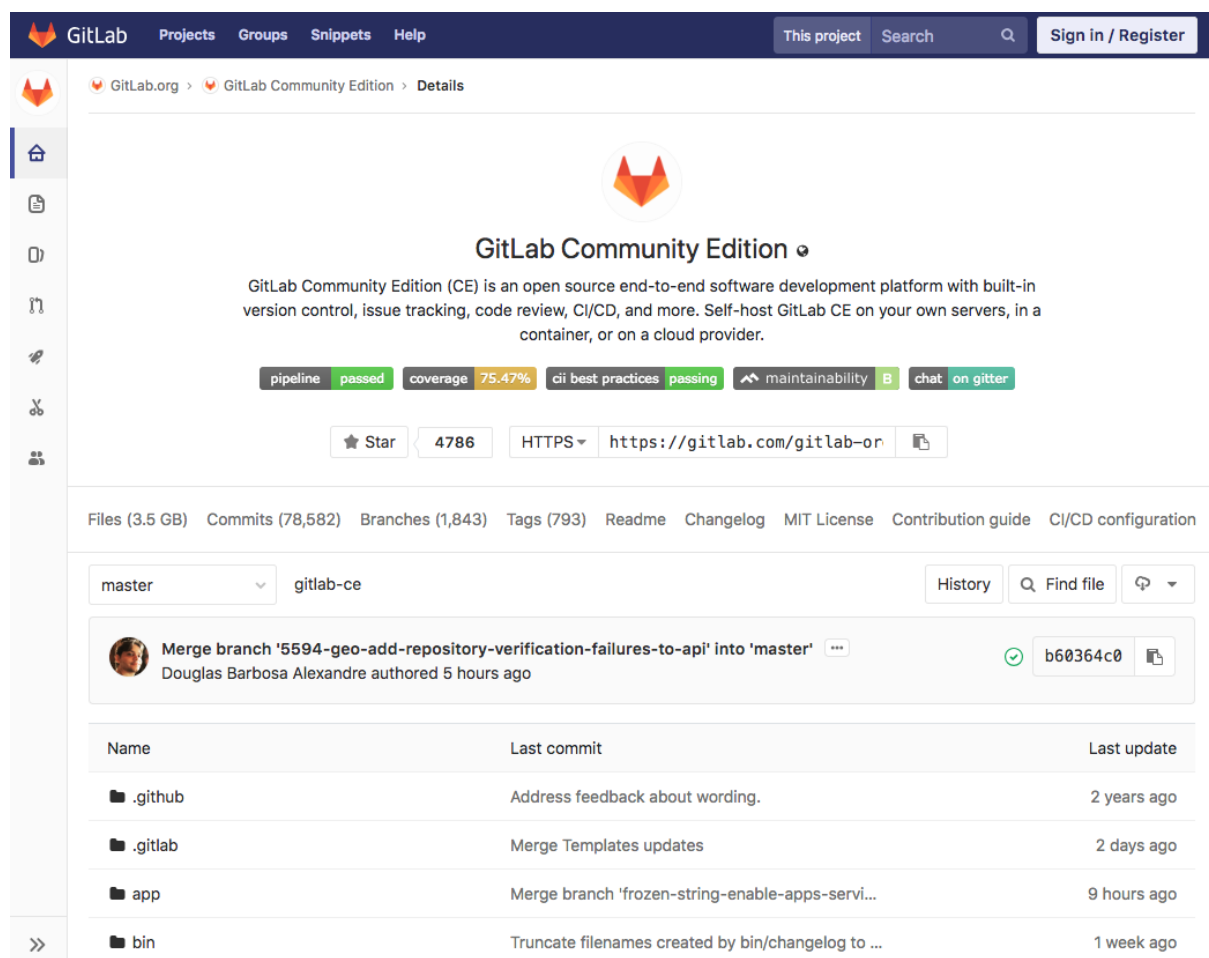 GitLab Projects Groups Snippets Help This project Search Sign in / Register
GitLab.org > GitLab Community Edition > Details
GitLab Community Edition
GitLab Community Edition (CE) is an open source end-to-end software development platform with built-in
version control, issue tracking, code review, CI/CD, and more. Self-host GitLab CE on your own servers, in a
container, or on a cloud provider.
pipeline passed coverage 75.47% cii best practices passing maintainability B chat on gitter
Star 4786 HTTPS https://gitlab.com/gitlab-or
Files (3.5 GB) Commits (78,582) Branches (1,843) Tags (793) Readme Changelog MIT License Contribution guide CI/CD configuration
master gitlab-ce History Find file
Merge branch '5594-geo-add-repository-verification-failures-to-api' into 'master' ...
Douglas Barbosa Alexandre authored 5 hours ago b60364c0
Name Last commit Last update
.github Address feedback about wording. 2 years ago
.gitlab Merge Templates updates 2 days ago
app Merge branch 'frozen-string-enable-apps-servi... 9 hours ago
bin Truncate filenames created by bin/changelog to ... 1 week ago